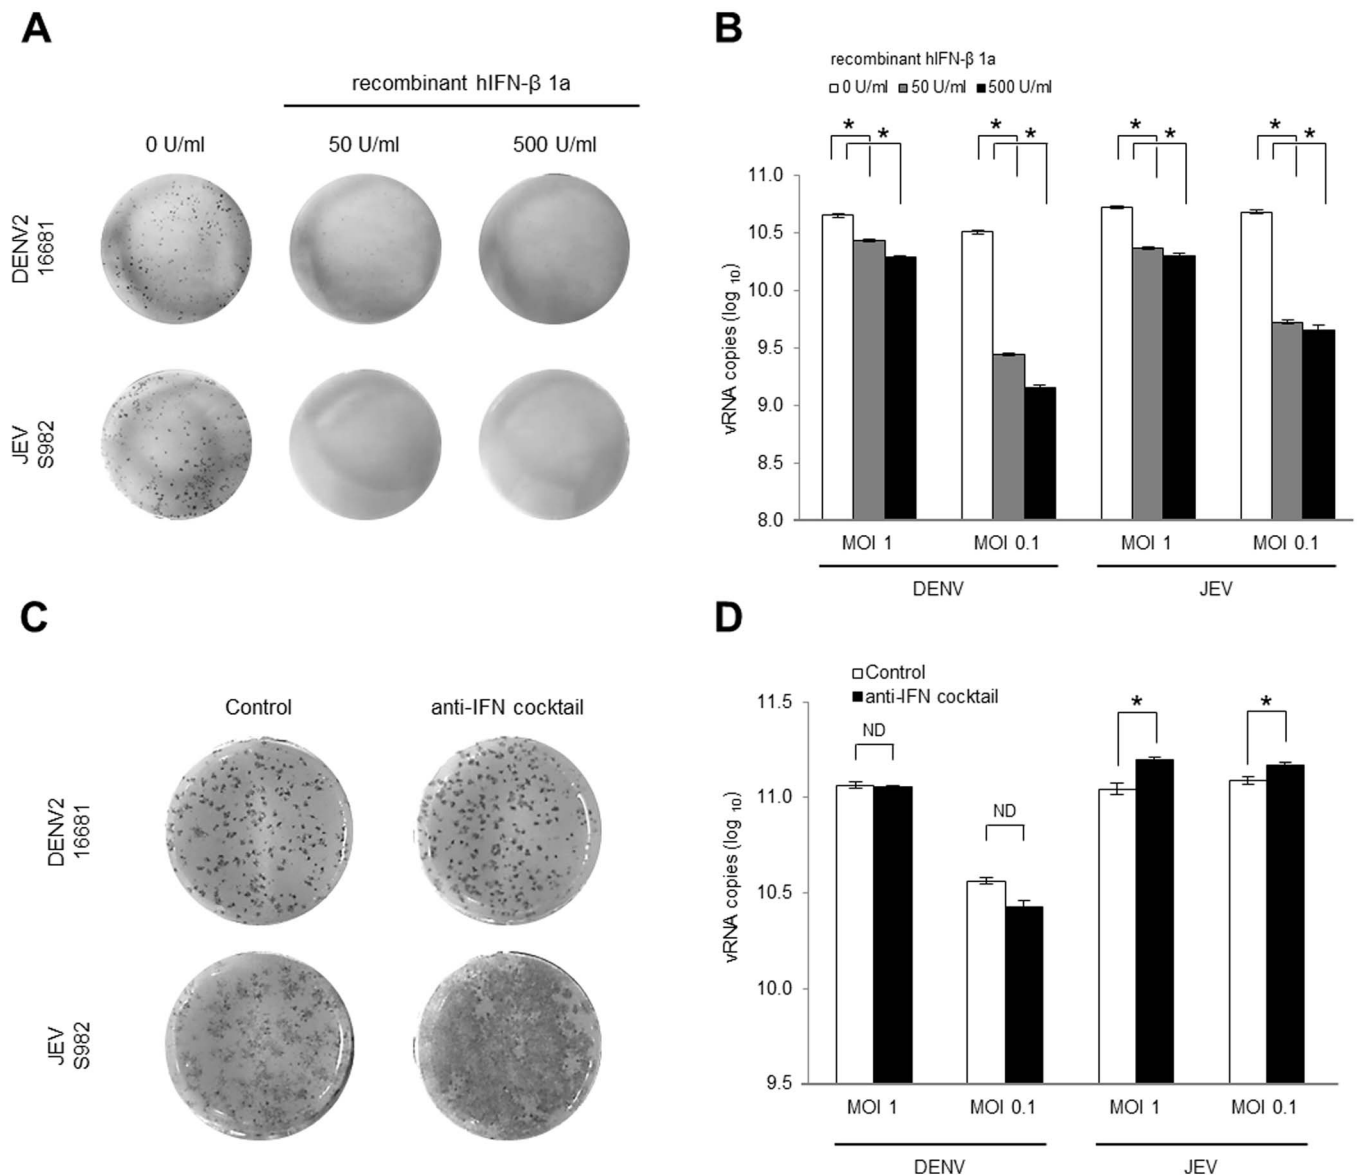 A
recombinant hIFN-β 1a
0 U/ml 50 U/ml 500 U/ml
DENV2
16681
JEV
S982
B
recombinant hIFN-β 1a
0 U/ml 50 U/ml 500 U/ml
* * * * * * * *
11.0
10.5
10.0
9.5
9.0
8.5
8.0
vRNA copies (log 10)
MOI 1 MOI 0.1 MOI 1 MOI 0.1
DENV JEV
C
Control anti-IFN cocktail
DENV2
16681
JEV
S982
D
Control
anti-IFN cocktail
ND ND * *
11.5
11.0
10.5
10.0
9.5
vRNA copies (log 10)
MOI 1 MOI 0.1 MOI 1 MOI 0.1
DENV JEV